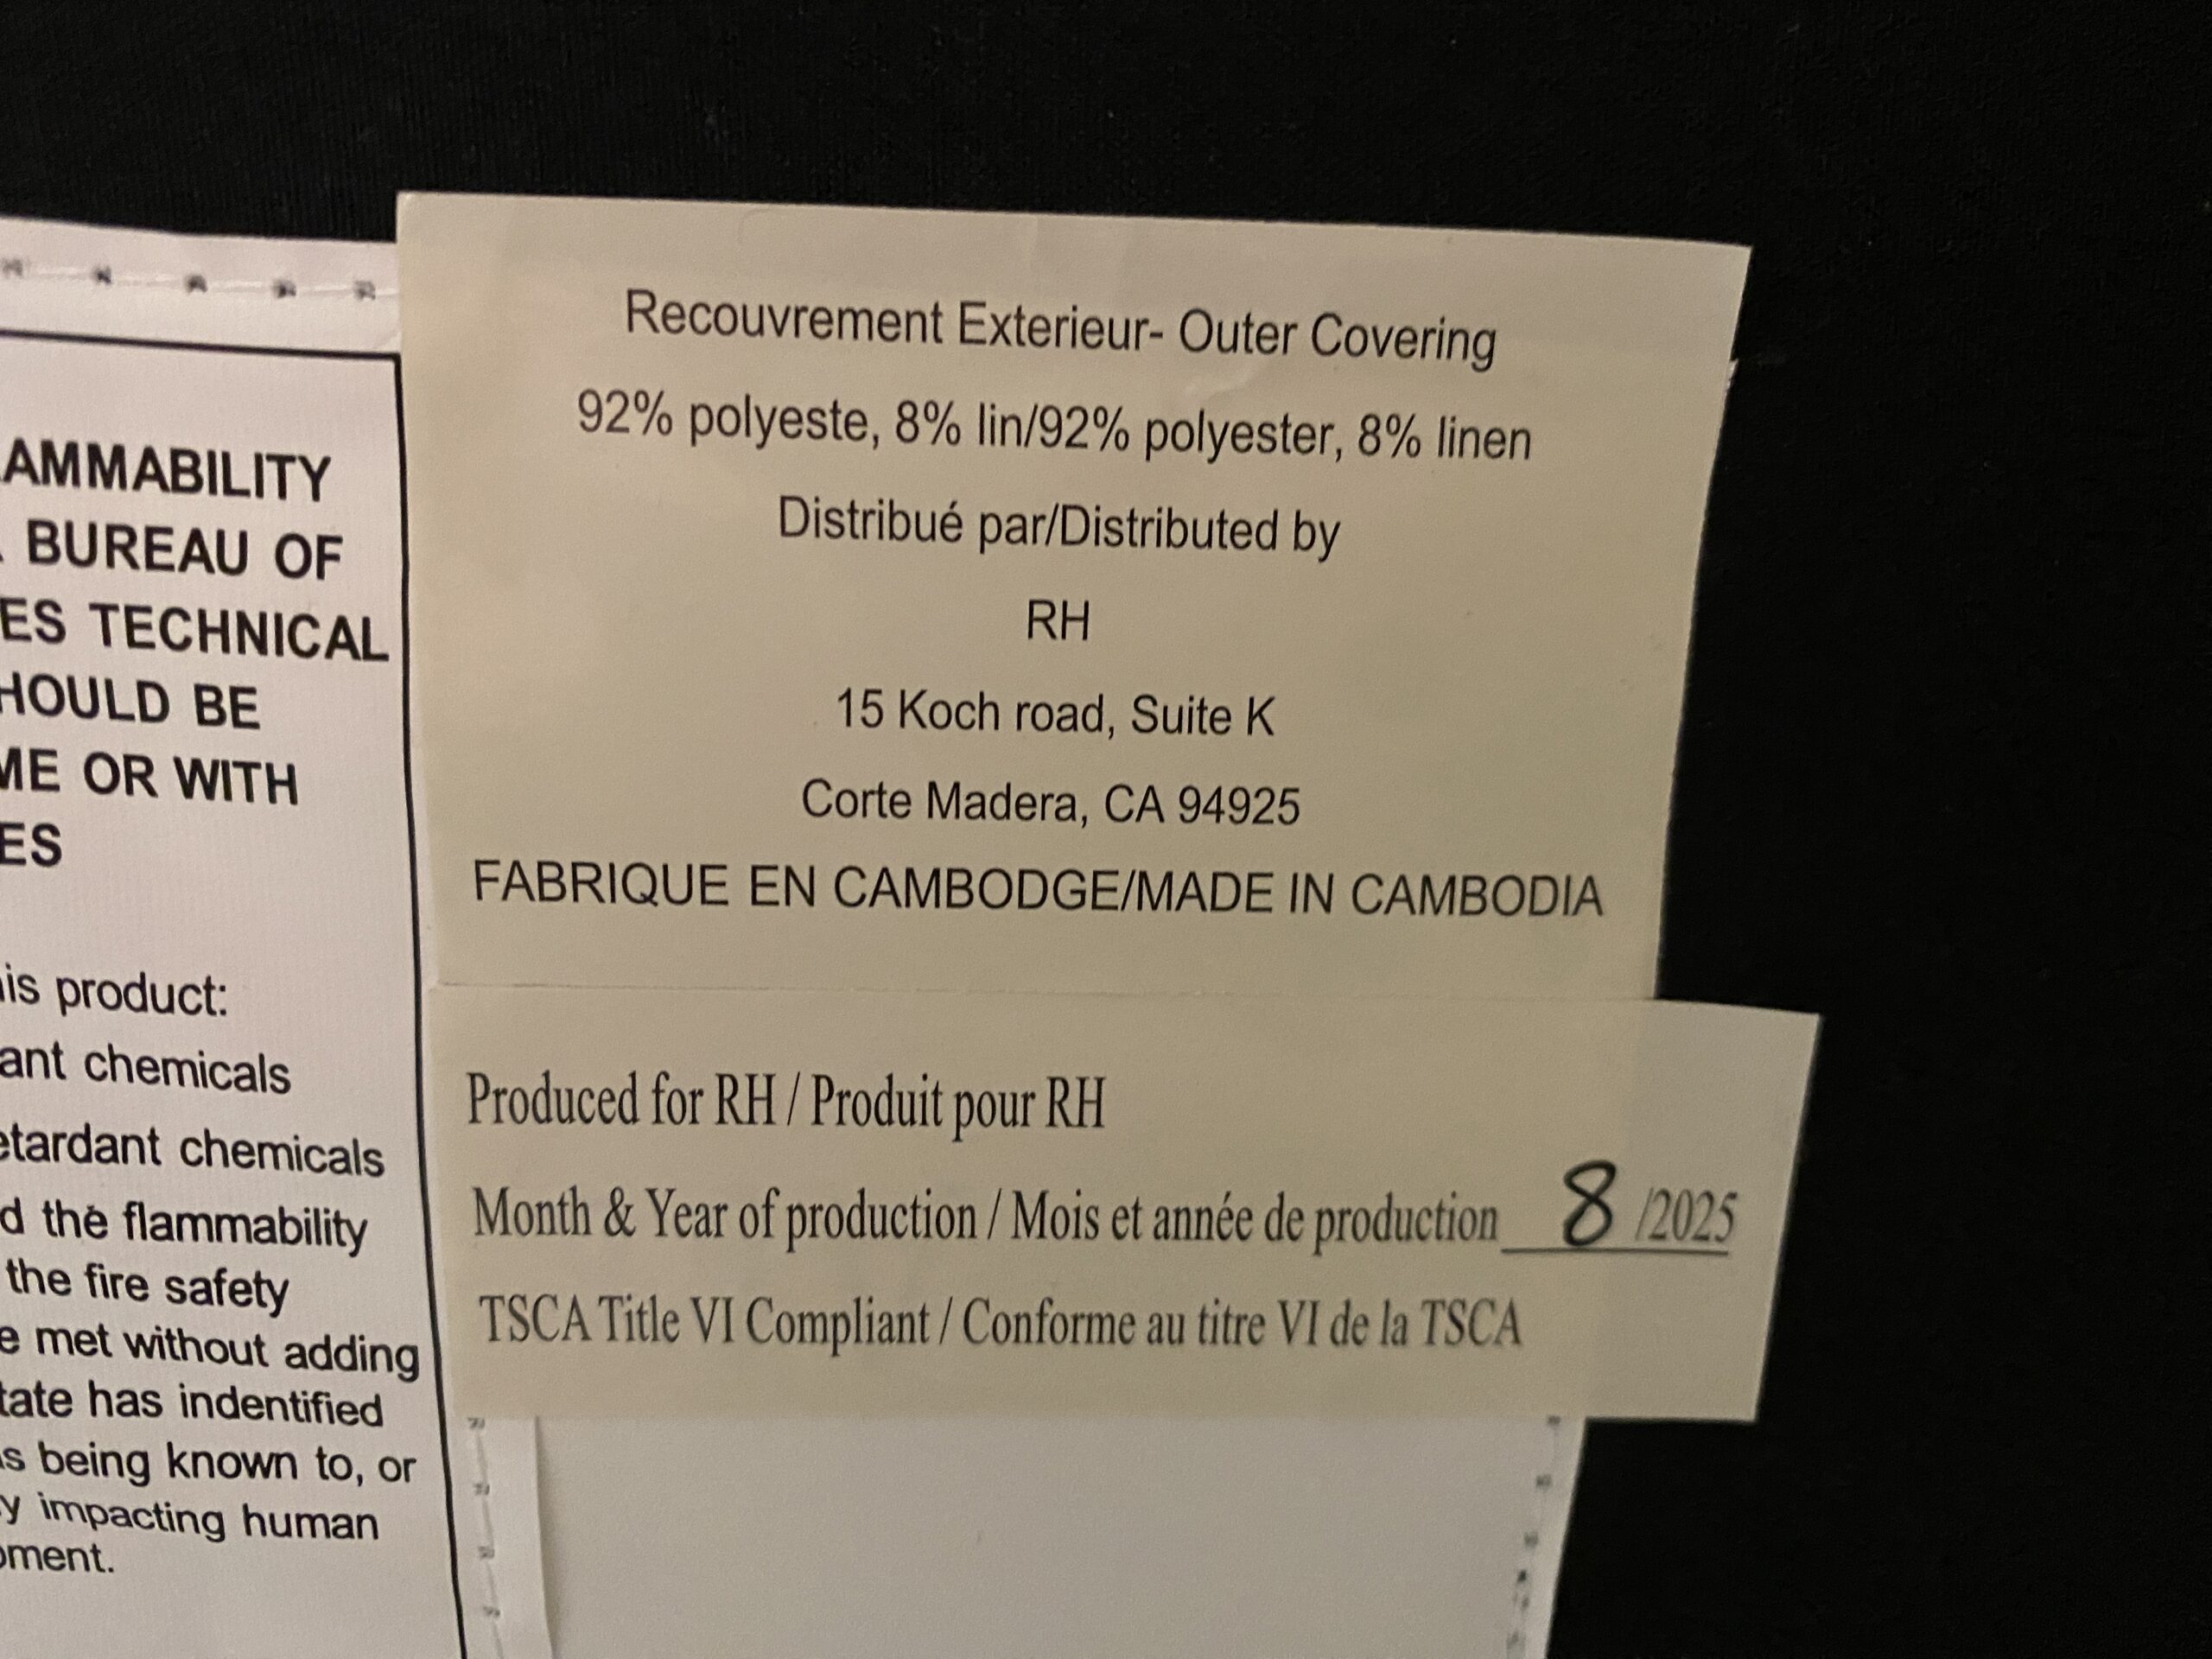 AMMABILITY
BUREAU OF
ES TECHNICAL
HOULD BE
ME OR WITH
ES
is product:
ant chemicals
etardant chemicals
d the flammability
the fire safety
e met without adding
tate has indentified
s being known to, or
y impacting human
ment.
Recouvrement Exterieur- Outer Covering
92% polyeste, 8% lin/92% polyester, 8% linen
Distribué par/Distributed by
RH
15 Koch road, Suite K
Corte Madera, CA 94925
FABRIQUE EN CAMBODGE/MADE IN CAMBODIA
Produced for RH / Produit pour RH
Month & Year of production / Mois et année de production 8 /2025
TSCA Title VI Compliant / Conforme au titre VI de la TSCA